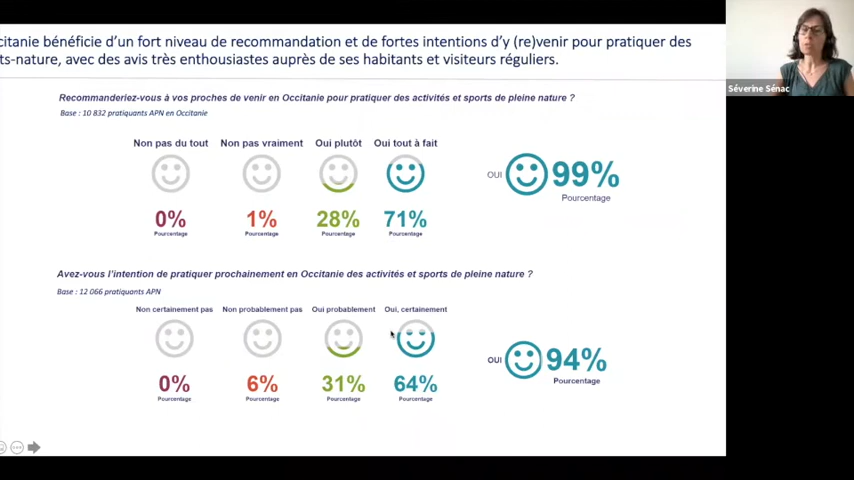 citanie bénéficie d'un fort niveau de recommandation et de fortes intentions d'y (re)venir pour pratiquer des
ts-nature, avec des avis très enthousiastes auprès de ses habitants et visiteurs réguliers.
Séverine Sénac
Recommanderiez-vous à vos proches de venir en Occitanie pour pratiquer des activités et sports de pleine nature ?
Base : 10 832 pratiquants APN en Occitanie
Non pas du tout Non pas vraiment Oui plutôt Oui tout à fait
OUI 99%
Pourcentage
0% 1% 28% 71%
Pourcentage Pourcentage Pourcentage Pourcentage
Avez-vous l'intention de pratiquer prochainement en Occitanie des activités et sports de pleine nature ?
Base : 12 066 pratiquants APN
Non certainement pas Non probablement pas Oui probablement Oui, certainement
OUI 94%
Pourcentage
0% 6% 31% 64%
Pourcentage Pourcentage Pourcentage Pourcentage